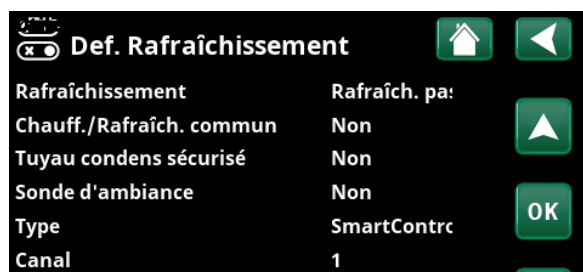 Def. Rafraîchissement
Rafraîchissement Rafraîch. pas
Chauff./Rafraîch. commun Non
Tuyau condens sécurisé Non
Sonde d'ambiance Non
OK
Type SmartContro
Canal 1